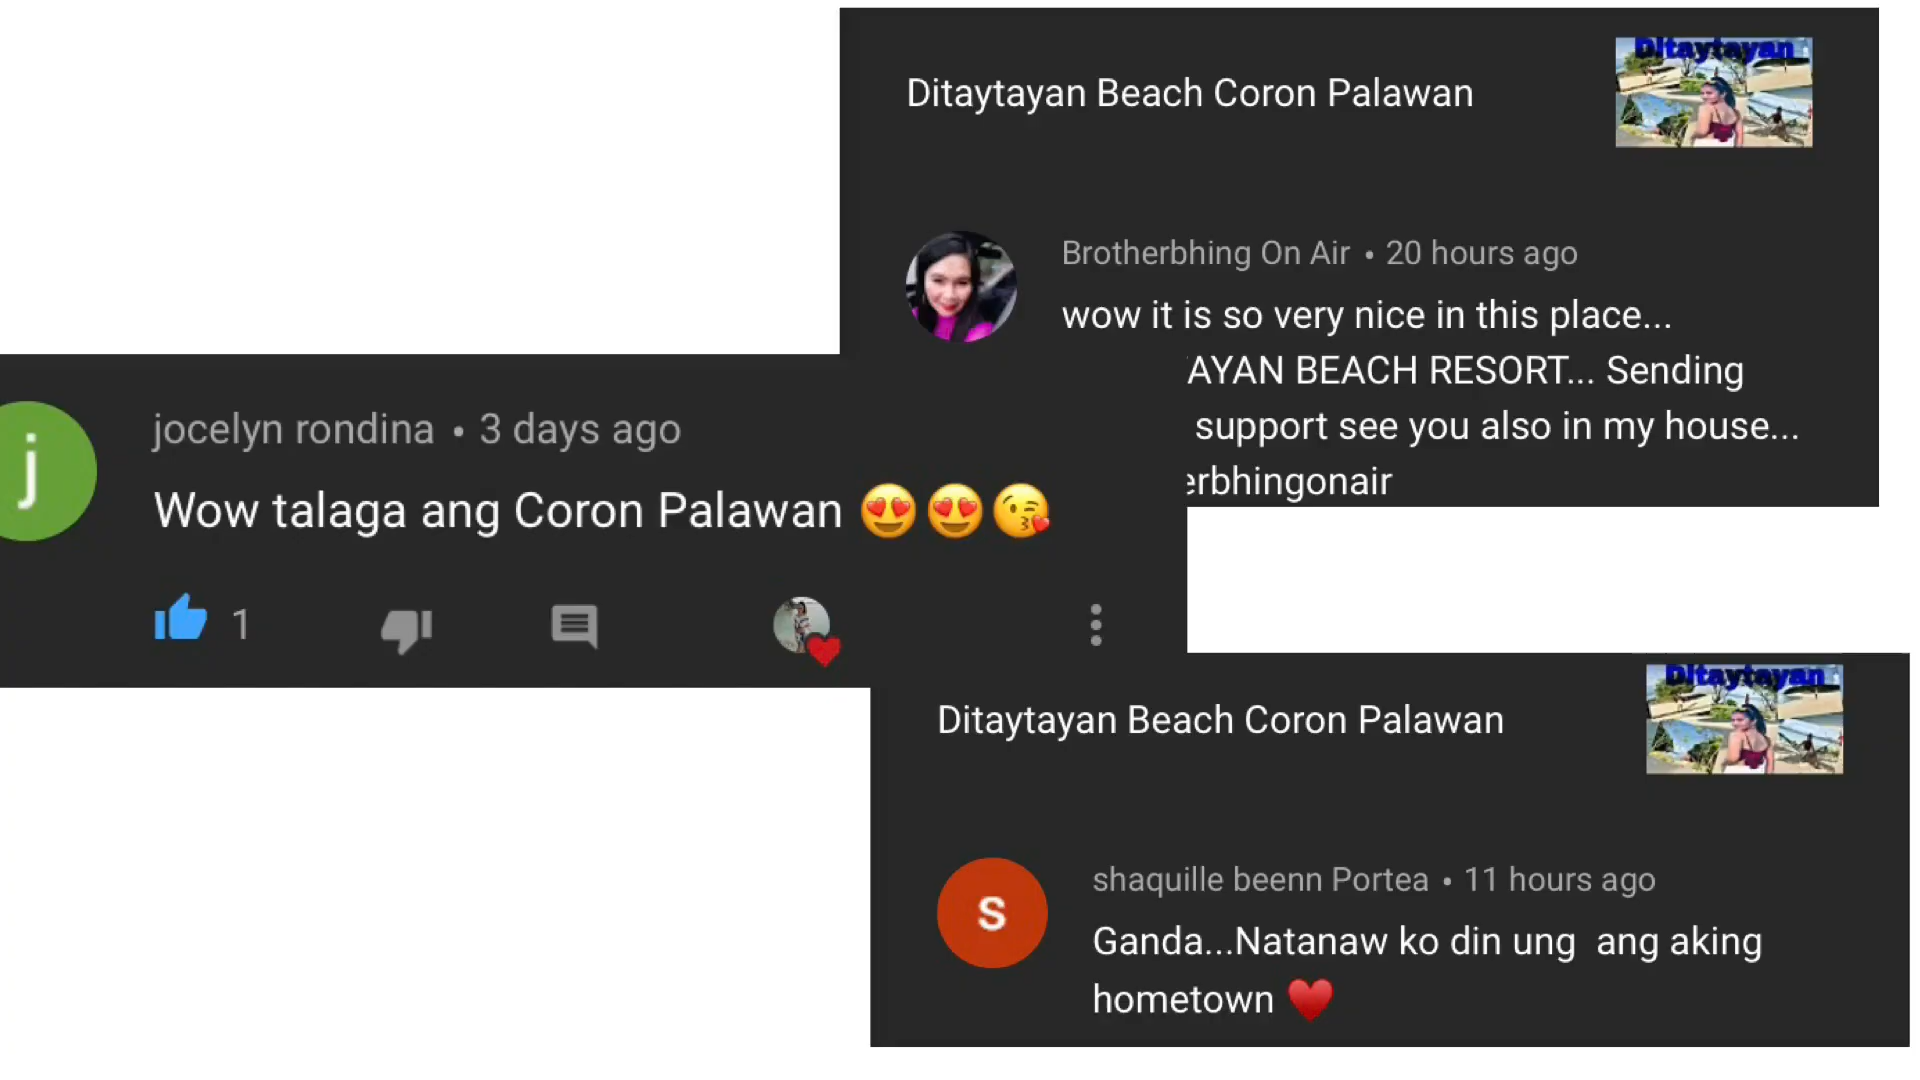 Ditaytayan
Ditaytayan Beach Coron Palawan
Brotherbhing On Air • 20 hours ago
wow it is so very nice in this place...
AYAN BEACH RESORT... Sending
support see you also in my house...
erbhingonair
j
jocelyn rondina • 3 days ago
Wow talaga ang Coron Palawan 😍😍😘
1
Ditaytayan
Ditaytayan Beach Coron Palawan
s
shaquille beenn Portea • 11 hours ago
Ganda...Natanaw ko din ung  ang aking
hometown ♥️